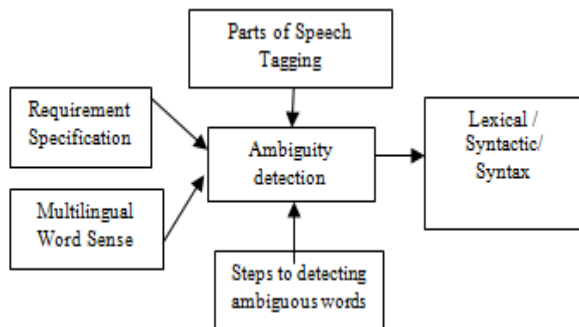 Parts of Speech
Tagging
Requirement
Specification
Lexical /
Syntactic/
Syntax
Ambiguity
detection
Multilingual
Word Sense
Steps to detecting
ambiguous words